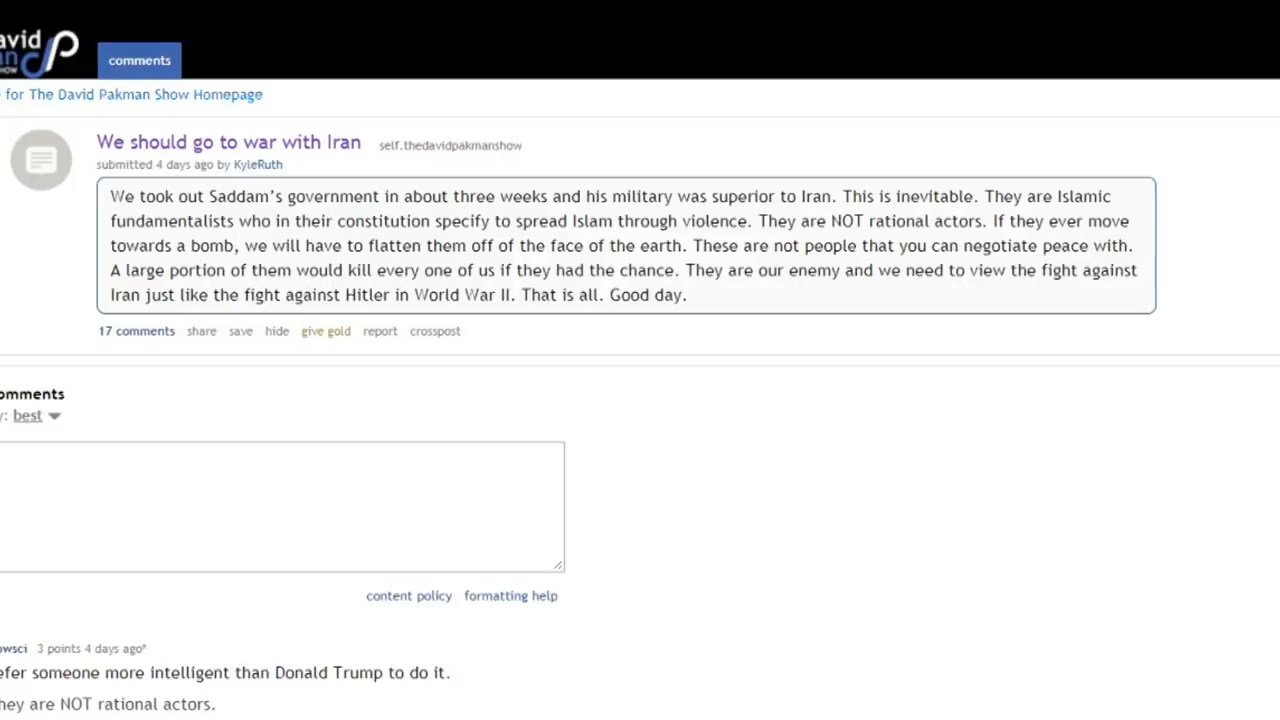 avid
an
HOW
comments
for The David Pakman Show Homepage
We should go to war with Iran self.thedavidpakmanshow
submitted 4 days ago by KyleRuth
We took out Saddam's government in about three weeks and his military was superior to Iran. This is inevitable. They are Islamic
fundamentalists who in their constitution specify to spread Islam through violence. They are NOT rational actors. If they ever move
towards a bomb, we will have to flatten them off of the face of the earth. These are not people that you can negotiate peace with.
A large portion of them would kill every one of us if they had the chance. They are our enemy and we need to view the fight against
Iran just like the fight against Hitler in World War II. That is all. Good day.
17 comments share save hide give gold report crosspost
omments
y: best
content policy formatting help
owsci 3 points 4 days ago*
efer someone more intelligent than Donald Trump to do it.
hey are NOT rational actors.